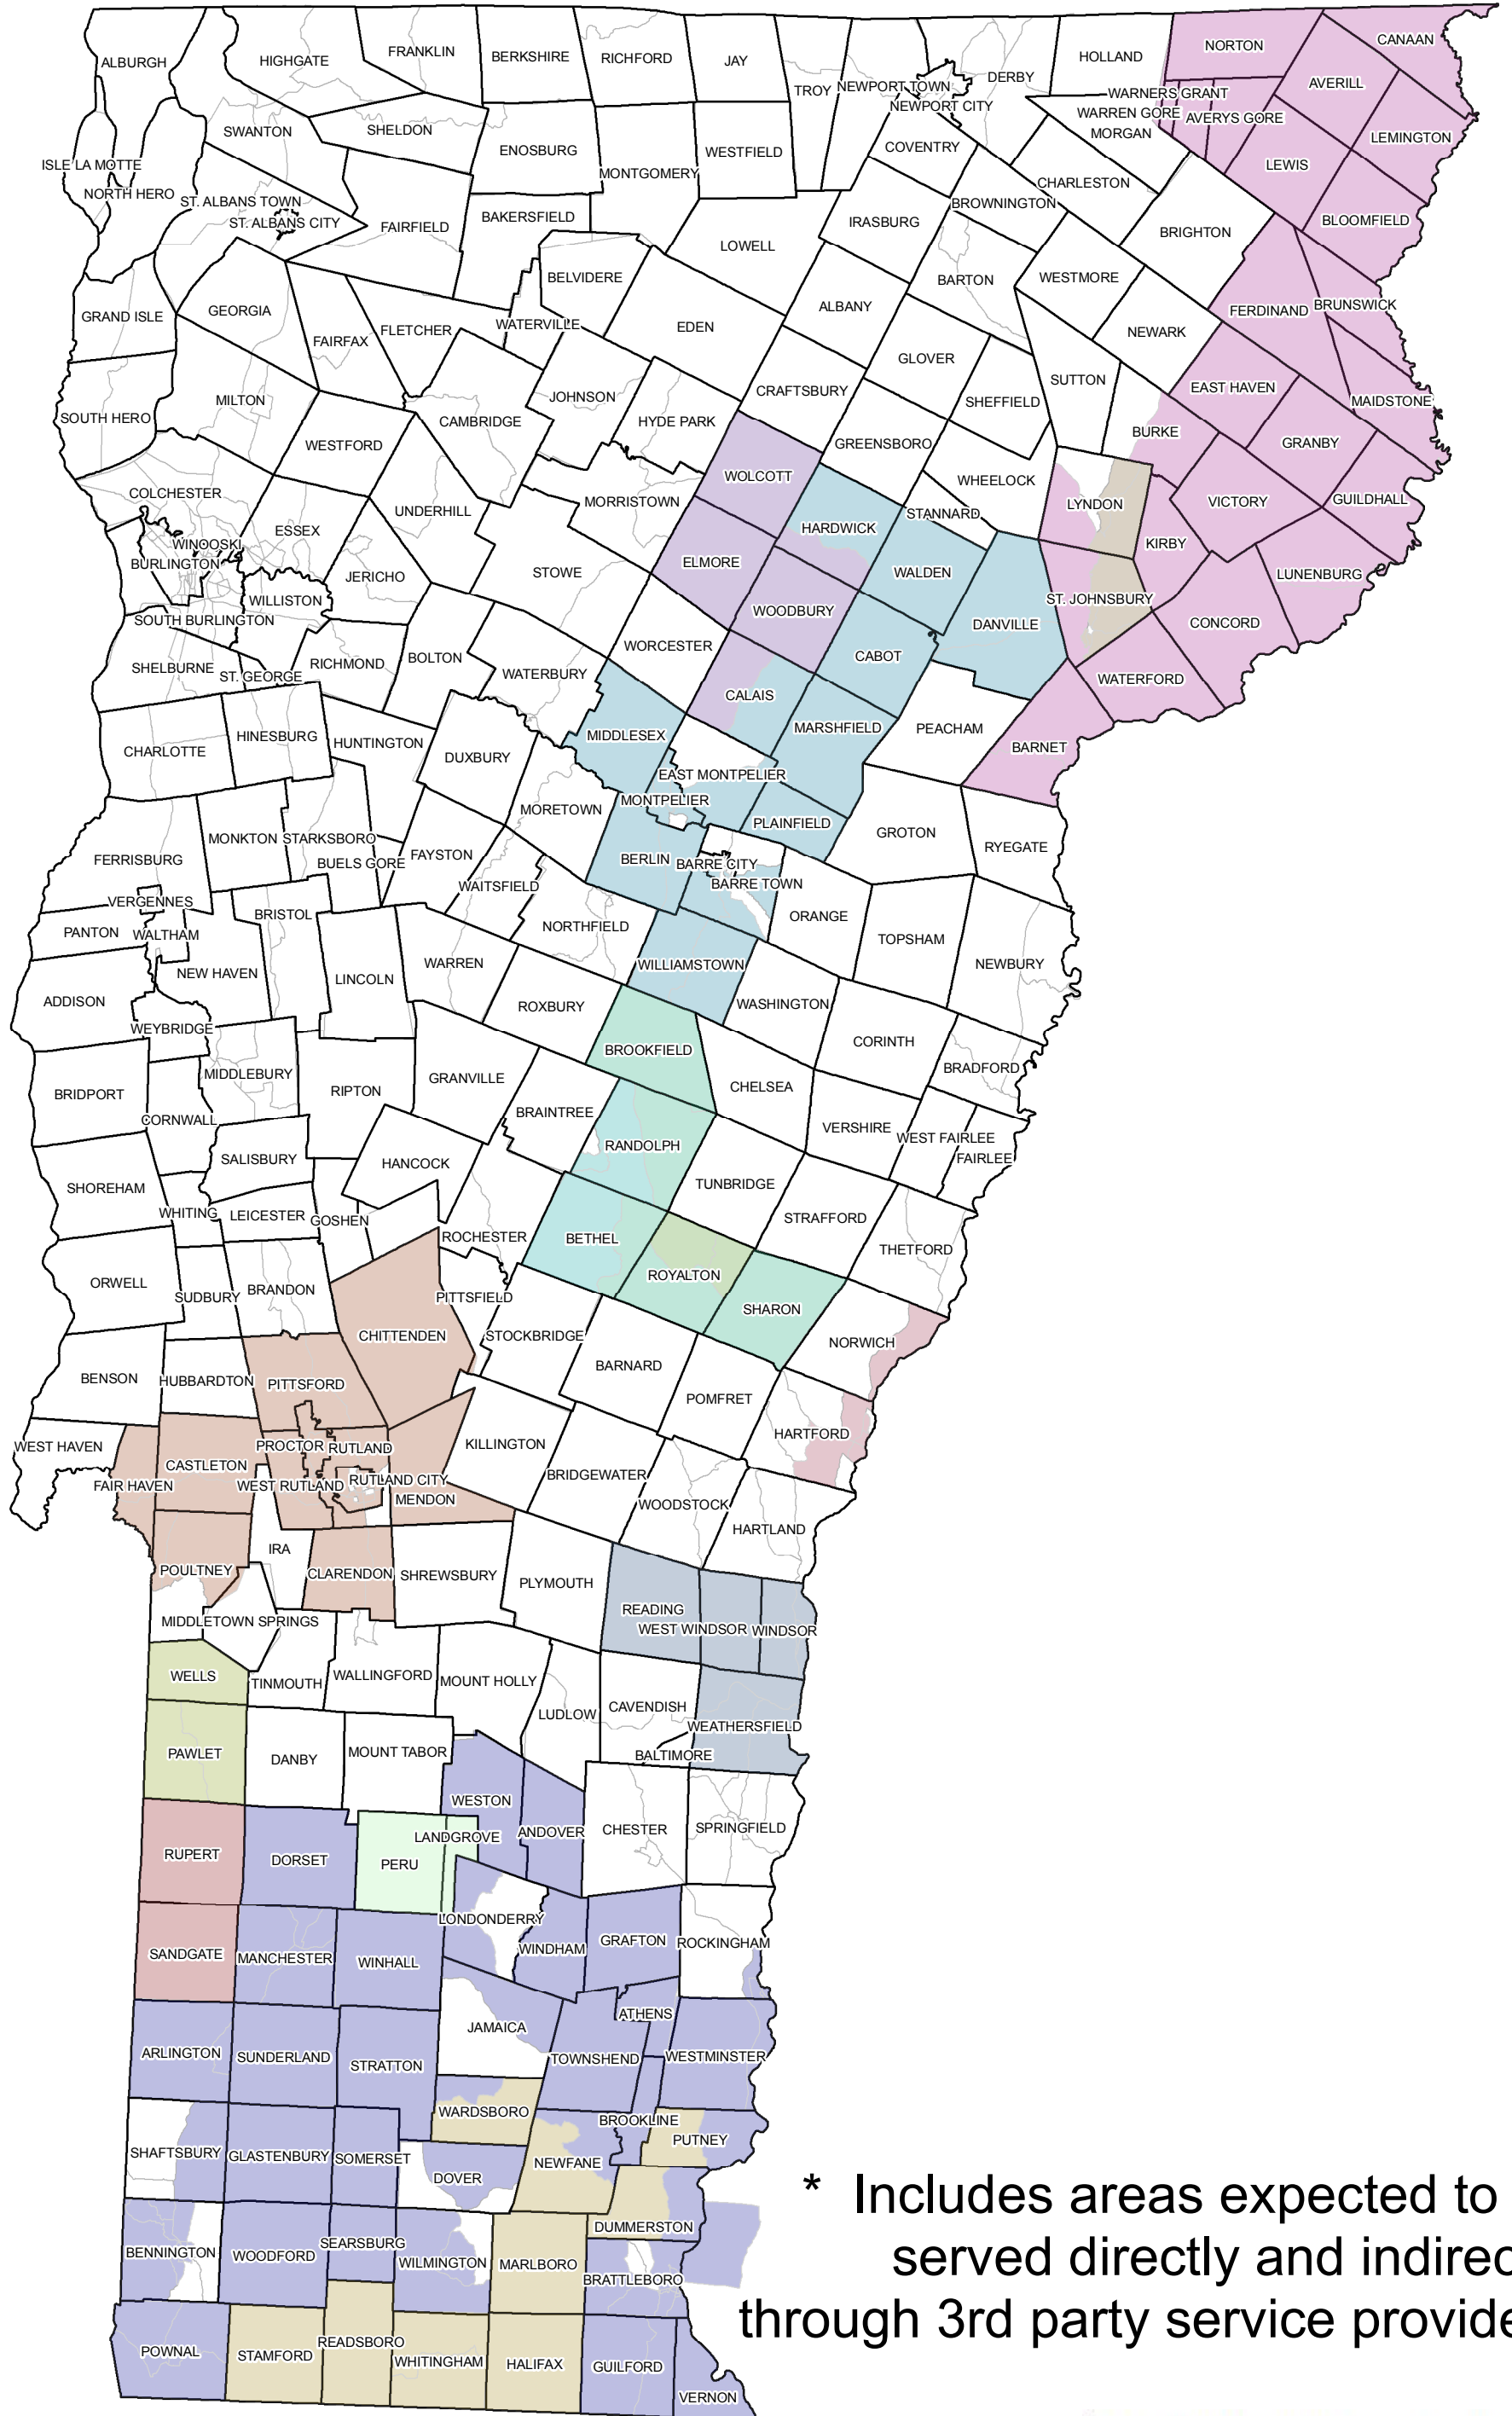 ALBURGH
HIGHGATE
FRANKLIN
BERKSHIRE
RICHFORD
JAY
TROY
NEWPORT TOWN
NEWPORT CITY
DERBY
HOLLAND
NORTON
CANAAN
AVERILL
WARNERS GRANT
WARREN GORE
AVERYS GORE
MORGAN
LEMINGTON
LEWIS
SWANTON
SHELDON
ENOSBURG
MONTGOMERY
WESTFIELD
COVENTRY
CHARLESTON
BROWNINGTON
ISLE LA MOTTE
NORTH HERO
ST. ALBANS TOWN
ST. ALBANS CITY
FAIRFIELD
BAKERSFIELD
LOWELL
IRASBURG
BRIGHTON
BLOOMFIELD
BELVIDERE
BARTON
WESTMORE
GRAND ISLE
GEORGIA
FAIRFAX
FLETCHER
WATERVILLE
EDEN
ALBANY
NEWARK
FERDINAND
BRUNSWICK
GLOVER
SUTTON
EAST HAVEN
MAIDSTONE
SOUTH HERO
MILTON
WESTFORD
CAMBRIDGE
JOHNSON
HYDE PARK
CRAFTSBURY
SHEFFIELD
BURKE
GRANBY
GREENSBORO
WOLCOTT
WHEELOCK
COLCHESTER
UNDERHILL
MORRISTOWN
HARDWICK
STANNARD
LYNDON
VICTORY
GUILDHALL
ESSEX
WINOOSKI
BURLINGTON
JERICHO
STOWE
ELMORE
WALDEN
KIRBY
LUNENBURG
WILLISTON
SOUTH BURLINGTON
WOODBURY
ST. JOHNSBURY
DANVILLE
CONCORD
SHELBURNE
ST. GEORGE
RICHMOND
BOLTON
WATERBURY
WORCESTER
CABOT
CALAIS
WATERFORD
CHARLOTTE
HINESBURG
HUNTINGTON
DUXBURY
MIDDLESEX
MARSHFIELD
PEACHAM
BARNET
EAST MONTPELIER
MONTPELIER
MORETOWN
PLAINFIELD
GROTON
RYEGATE
FERRISBURG
MONKTON
STARKSBORO
BUELS GORE
FAYSTON
BERLIN
BARRE CITY
BARRE TOWN
WAITSFIELD
VERGENNES
BRISTOL
NORTHFIELD
ORANGE
TOPSHAM
PANTON
WALTHAM
NEW HAVEN
LINCOLN
WARREN
WILLIAMSTOWN
NEWBURY
ADDISON
WEYBRIDGE
ROXBURY
WASHINGTON
CORINTH
BROOKFIELD
BRADFORD
BRIDPORT
MIDDLEBURY
RIPTON
GRANVILLE
CHELSEA
CORNWALL
BRAINTREE
VERSHIRE
WEST FAIRLEE
FAIRLEE
RANDOLPH
SALISBURY
HANCOCK
SHOREHAM
TUNBRIDGE
WHITING
LEICESTER
GOSHEN
STRAFFORD
ROCHESTER
BETHEL
THETFORD
ORWELL
SUDBURY
BRANDON
ROYALTON
PITTSFIELD
SHARON
CHITTENDEN
STOCKBRIDGE
NORWICH
BENSON
HUBBARDTON
PITTSFORD
BARNARD
POMFRET
WEST HAVEN
PROCTOR
RUTLAND
KILLINGTON
HARTFORD
CASTLETON
FAIR HAVEN
WEST RUTLAND
RUTLAND CITY
MENDON
BRIDGEWATER
WOODSTOCK
HARTLAND
IRA
POULTNEY
CLARENDON
SHREWSBURY
PLYMOUTH
READING
WEST WINDSOR
WINDSOR
MIDDLETOWN SPRINGS
WELLS
TINMOUTH
WALLINGFORD
MOUNT HOLLY
LUDLOW
CAVENDISH
WEATHERSFIELD
BALTIMORE
PAWLET
DANBY
MOUNT TABOR
WESTON
ANDOVER
CHESTER
SPRINGFIELD
LANDGROVE
RUPERT
DORSET
PERU
LONDONDERRY
WINDHAM
GRAFTON
ROCKINGHAM
SANDGATE
MANCHESTER
WINHALL
ATHENS
JAMAICA
ARLINGTON
SUNDERLAND
STRATTON
TOWNSHEND
WESTMINSTER
WARDSBORO
BROOKLINE
PUTNEY
SHAFTSBURY
GLASTENBURY
SOMERSET
DOVER
NEWFANE
DUMMERSTON
BENNINGTON
WOODFORD
SEARSBURG
WILMINGTON
MARLBORO
BRATTLEBORO
POWNAL
STAMFORD
READSBORO
WHITINGHAM
HALIFAX
GUILFORD
VERNON
* Includes areas expected to
served directly and indirec
through 3rd party service provide